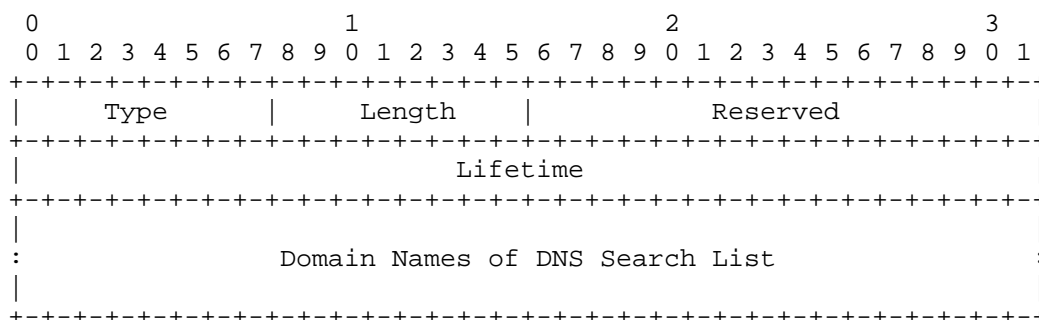 0                   1                   2                   3
 0 1 2 3 4 5 6 7 8 9 0 1 2 3 4 5 6 7 8 9 0 1 2 3 4 5 6 7 8 9 0 1
+-+-+-+-+-+-+-+-+-+-+-+-+-+-+-+-+-+-+-+-+-+-+-+-+-+-+-+-+-+-+-+--
|     Type      |     Length    |           Reserved            |
+-+-+-+-+-+-+-+-+-+-+-+-+-+-+-+-+-+-+-+-+-+-+-+-+-+-+-+-+-+-+-+--
|                           Lifetime                            |
+-+-+-+-+-+-+-+-+-+-+-+-+-+-+-+-+-+-+-+-+-+-+-+-+-+-+-+-+-+-+-+--
|                                                               |
:                Domain Names of DNS Search List                :
|                                                               |
+-+-+-+-+-+-+-+-+-+-+-+-+-+-+-+-+-+-+-+-+-+-+-+-+-+-+-+-+-+-+-+--